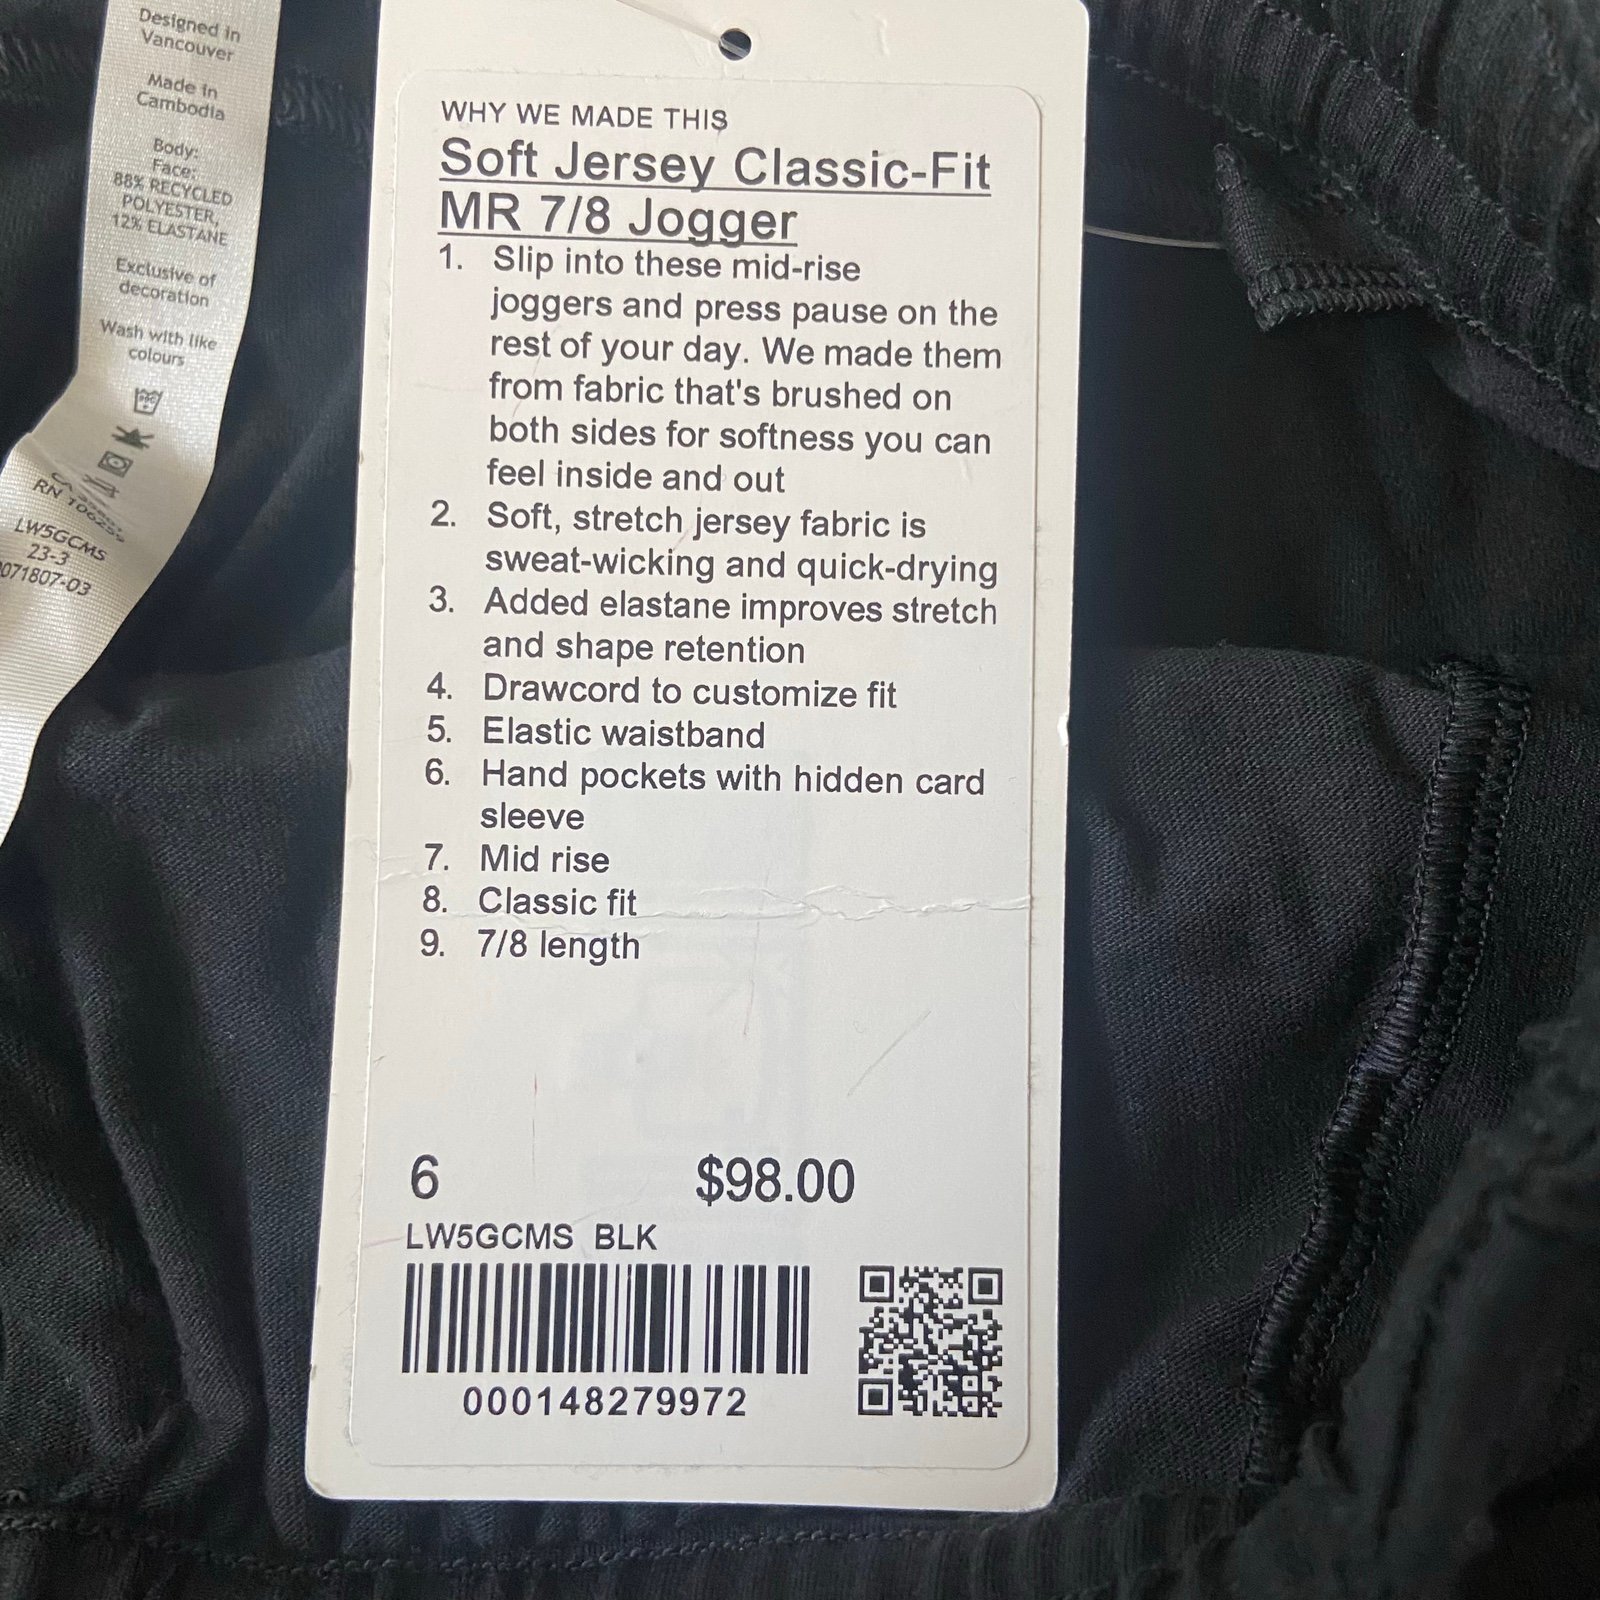 Designed in
Vancouver
Made in
Cambodia
Body:
Face:
88% RECYCLED
POLYESTER,
12% ELASTANE
Exclusive of
decoration
Wash with like
colours
CA
RN 106259
LW5GCMS
23-3
071807-03
WHY WE MADE THIS
Soft Jersey Classic-Fit
MR 7/8 Jogger
1. Slip into these mid-rise
joggers and press pause on the
rest of your day. We made them
from fabric that's brushed on
both sides for softness you can
feel inside and out
2. Soft, stretch jersey fabric is
sweat-wicking and quick-drying
3. Added elastane improves stretch
and shape retention
4. Drawcord to customize fit
5. Elastic waistband
6. Hand pockets with hidden card
sleeve
7. Mid rise
8. Classic fit
9. 7/8 length
6 $98.00
LW5GCMS BLK
000148279972